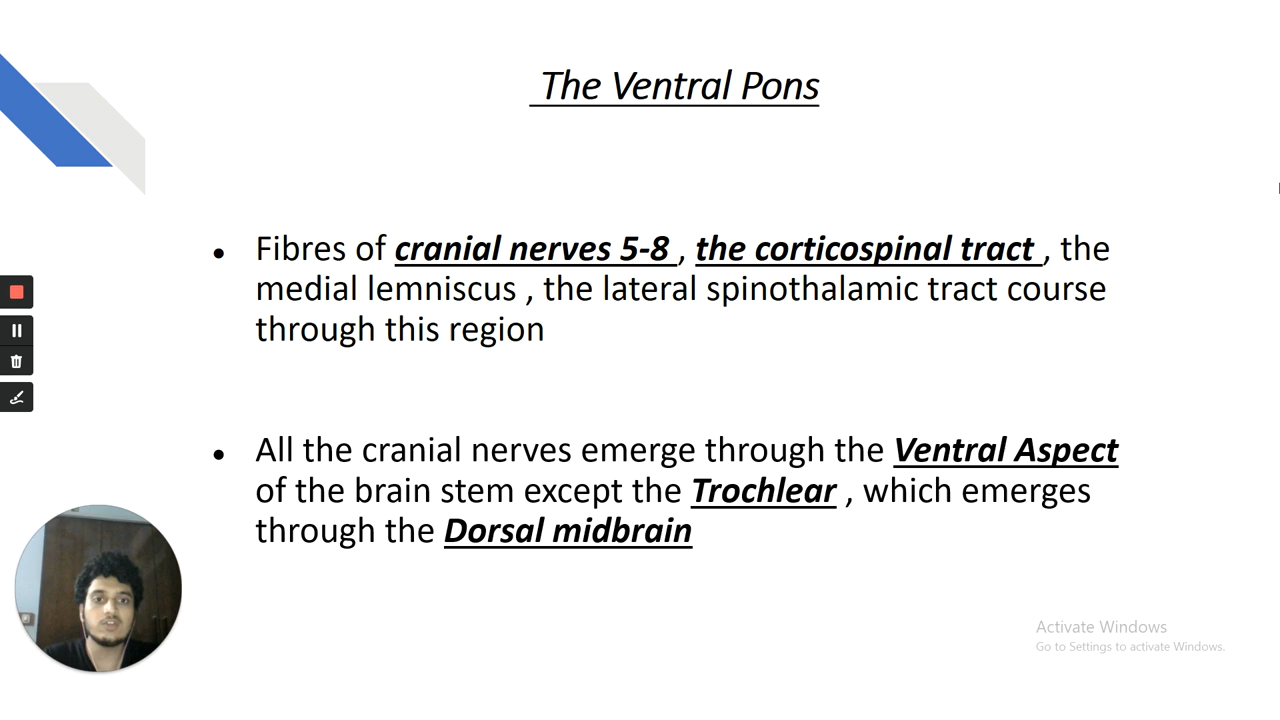 The Ventral Pons
• Fibres of cranial nerves 5-8 , the corticospinal tract , the
medial lemniscus , the lateral spinothalamic tract course
through this region
• All the cranial nerves emerge through the Ventral Aspect
of the brain stem except the Trochlear , which emerges
through the Dorsal midbrain
Activate Windows
Go to Settings to activate Windows.